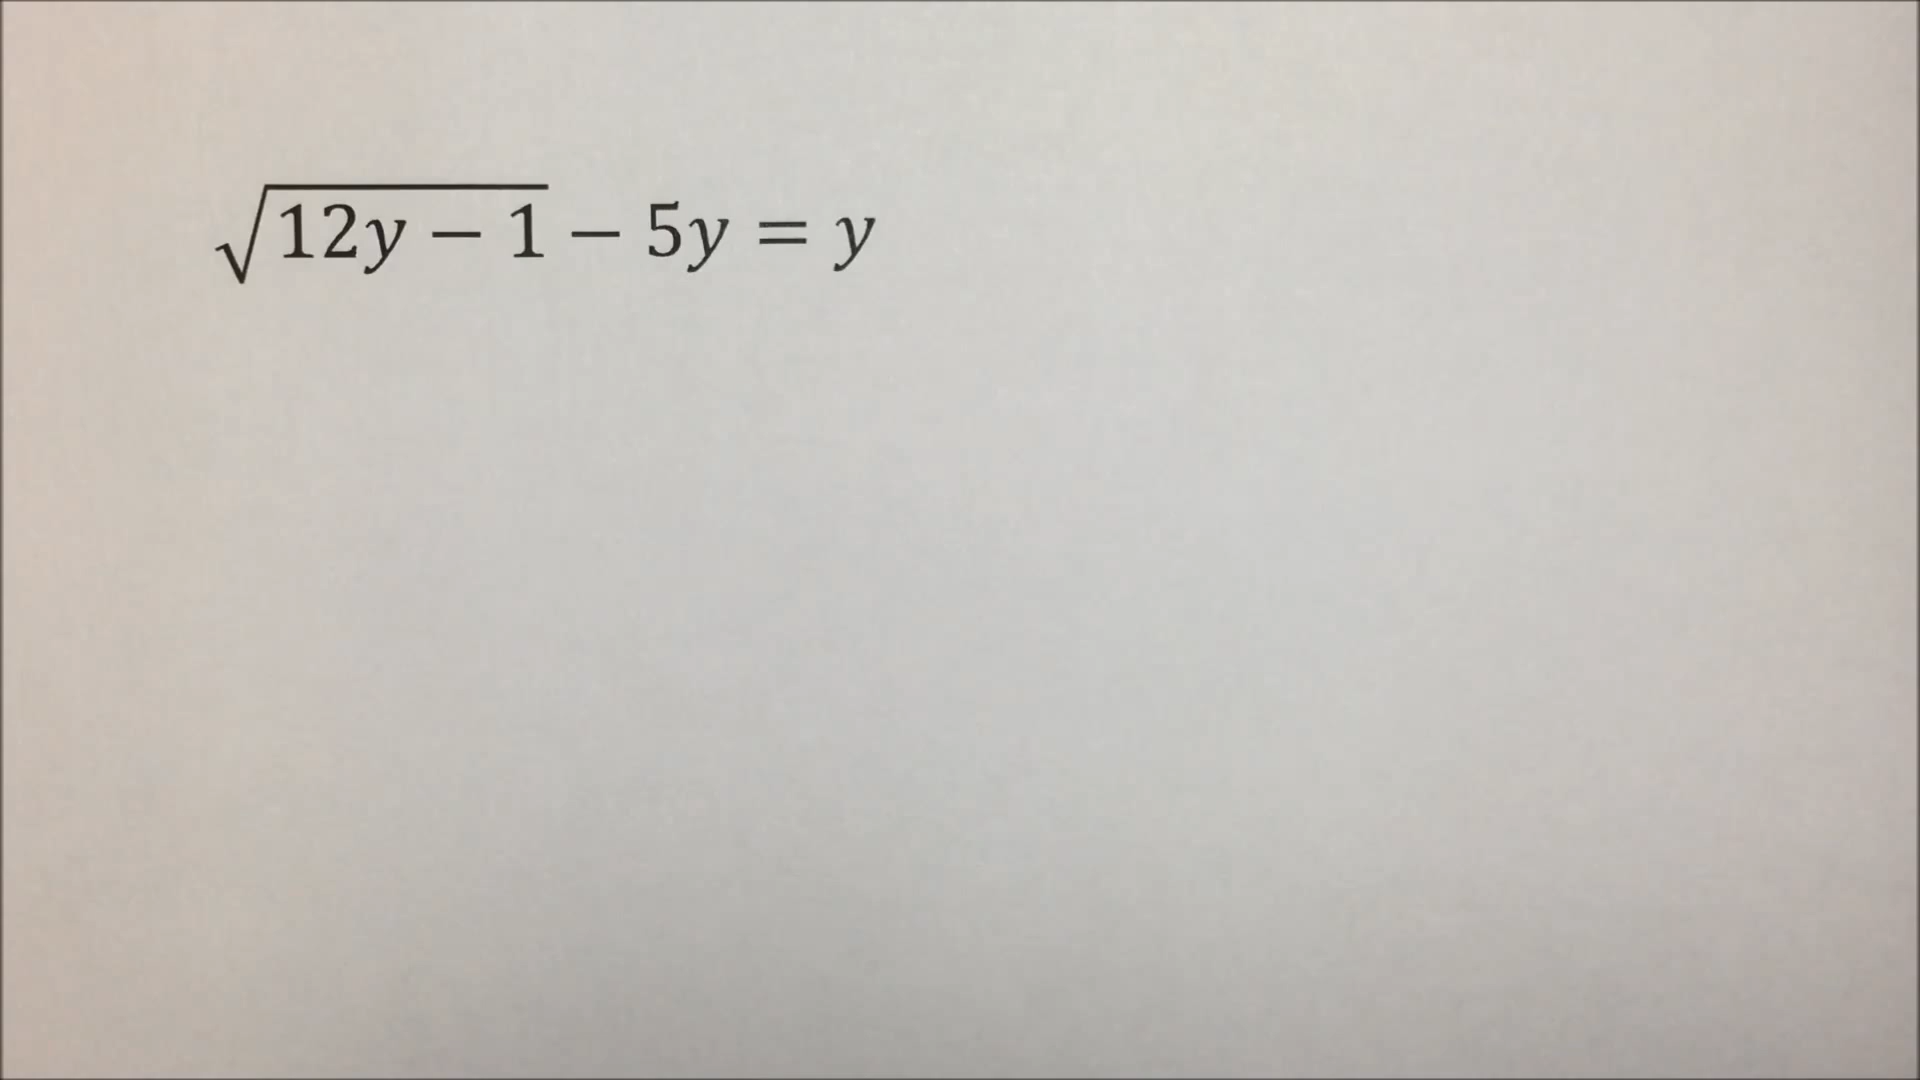 √(12y − 1) − 5y = y